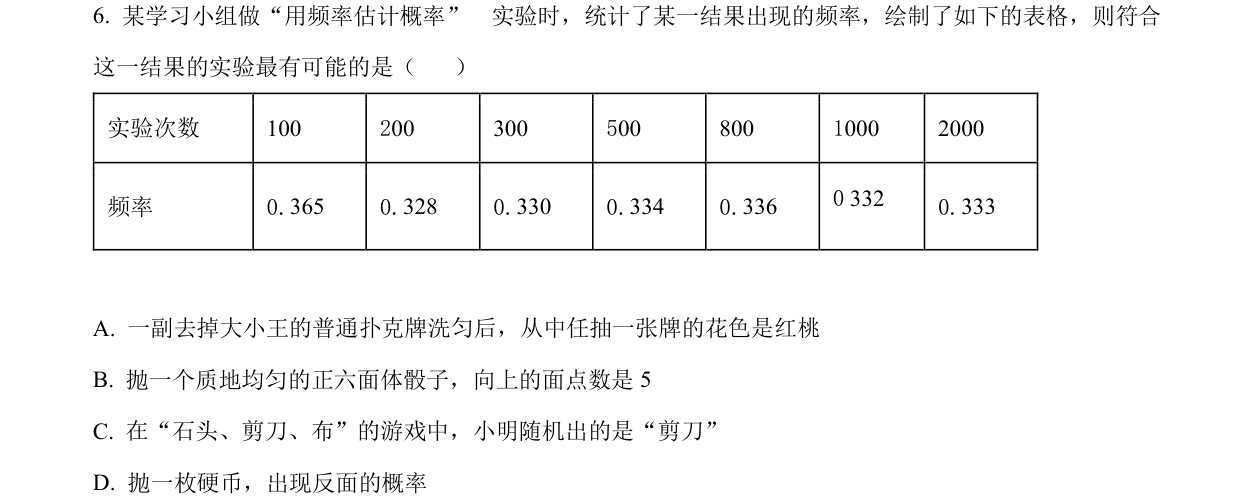 6. 某学习小组做“用频率估计概率” 实验时，统计了某一结果出现的频率，绘制了如下的表格，则符合
这一结果的实验最有可能的是（ ）
实验次数 100 200 300 500 800 1000 2000
频率 0.365 0.328 0.330 0.334 0.336 0 332 0.333
A. 一副去掉大小王的普通扑克牌洗匀后，从中任抽一张牌的花色是红桃
B. 抛一个质地均匀的正六面体骰子，向上的面点数是 5
C. 在“石头、剪刀、布”的游戏中，小明随机出的是“剪刀”
D. 抛一枚硬币，出现反面的概率